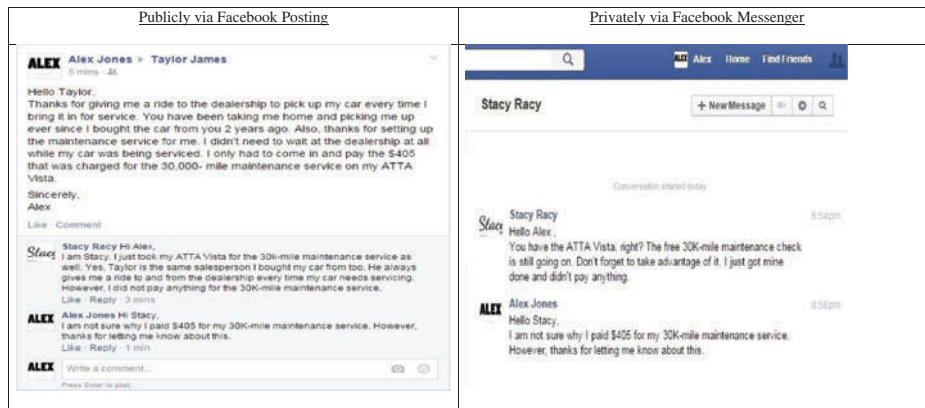 Publicly via Facebook Posting
Privately via Facebook Messenger
ALEX
Alex Jones ▸ Taylor James
5 mins
Hello Taylor,
Thanks for giving me a ride to the dealership to pick up my car every time I
bring it in for service. You have been taking me home and picking me up
ever since I bought the car from you 2 years ago. Also, thanks for setting up
the maintenance service for me. I didn't need to wait at the dealership at all
while my car was being serviced. I only had to come in and pay the $405
that was charged for the 30,000- mile maintenance service on my ATTA
Vista.
Sincerely,
Alex
Like · Comment
Stacy
Stacy Racy Hi Alex,
I am Stacy. I just took my ATTA Vista for the 30k-mile maintenance service as
well. Yes, Taylor is the same salesperson I bought my car from too. He always
gives me a ride to and from the dealership every time my car needs servicing.
However, I did not pay anything for the 30K-mile maintenance service.
Like · Reply · 3 mins
ALEX
Alex Jones Hi Stacy,
I am not sure why I paid $405 for my 30K-mile maintenance service. However,
thanks for letting me know about this.
Like · Reply · 1 min
ALEX
Write a comment...
Press Enter to post.
ALEX Alex Home Find Friends
Stacy Racy
+ New Message
Conversation started today
Stacy
Stacy Racy
6:54pm
Hello Alex ,
You have the ATTA Vista, right? The free 30K-mile maintenance check
is still going on. Don't forget to take advantage of it. I just got mine
done and didn't pay anything.
ALEX
Alex Jones
6:56pm
Hello Stacy,
I am not sure why I paid $405 for my 30K-mile maintenance service.
However, thanks for letting me know about this.